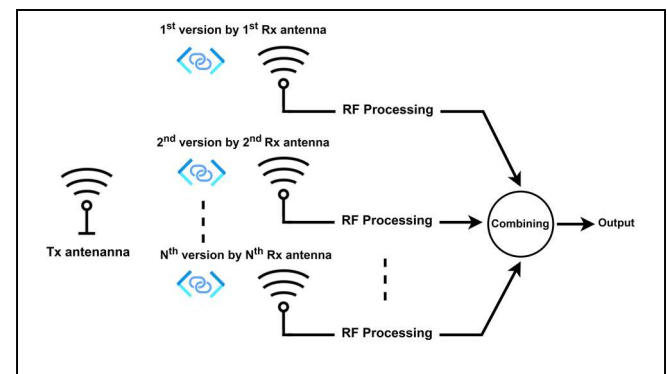 1st version by 1st Rx antenna
RF Processing
2nd version by 2nd Rx antenna
RF Processing
Combining
Output
Tx antenanna
Nth version by Nth Rx antenna
RF Processing